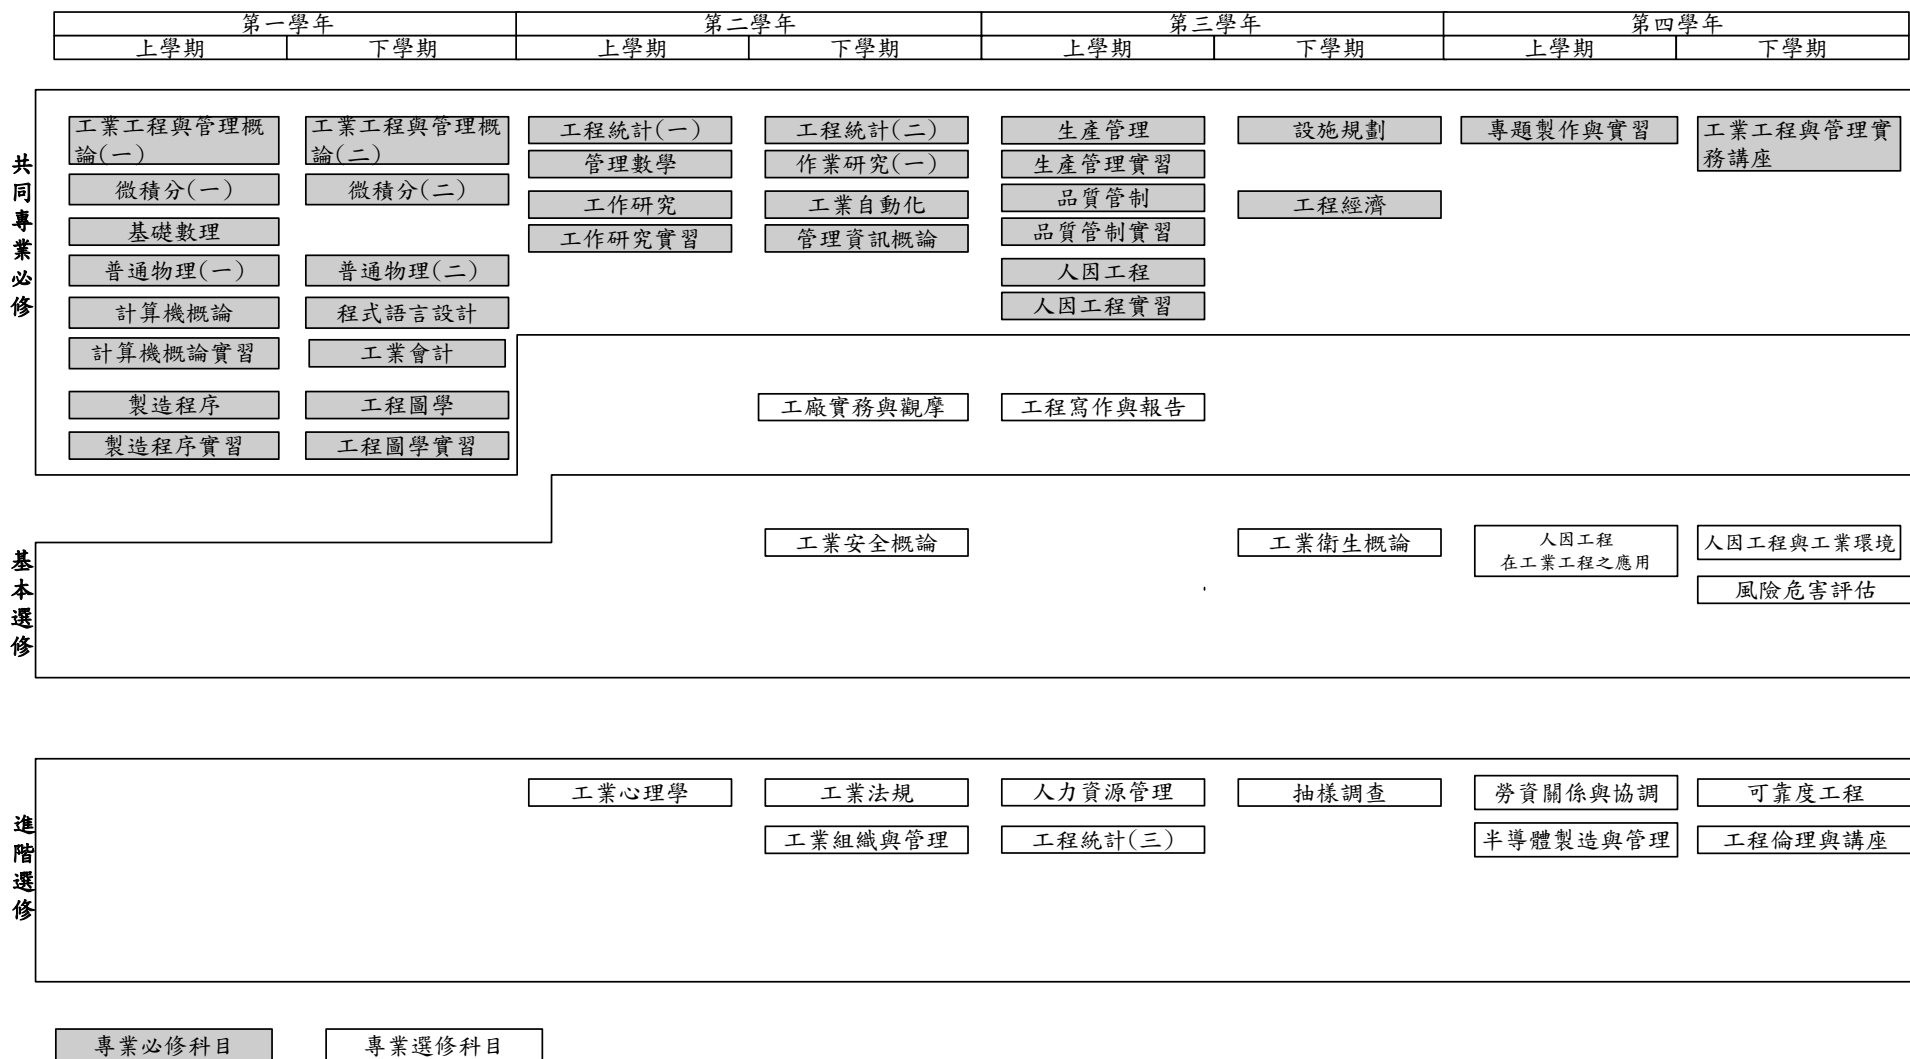 第一學年
第二學年
第三學年
第四學年
上學期
下學期
上學期
下學期
上學期
下學期
上學期
下學期
共同專業必修
工業工程與管理概
論(一)
工業工程與管理概
論(二)
工程統計(一)
工程統計(二)
生產管理
設施規劃
專題製作與實習
工業工程與管理實
務講座
管理數學
作業研究(一)
生產管理實習
微積分(一)
微積分(二)
工作研究
工業自動化
品質管制
工程經濟
基礎數理
工作研究實習
管理資訊概論
品質管制實習
普通物理(一)
普通物理(二)
人因工程
計算機概論
程式語言設計
人因工程實習
計算機概論實習
工業會計
製造程序
工程圖學
工廠實務與觀摩
工程寫作與報告
製造程序實習
工程圖學實習
基本選修
工業安全概論
工業衛生概論
人因工程
在工業工程之應用
人因工程與工業環境
風險危害評估
進階選修
工業心理學
工業法規
人力資源管理
抽樣調查
勞資關係與協調
可靠度工程
工業組織與管理
工程統計(三)
半導體製造與管理
工程倫理與講座
專業必修科目
專業選修科目